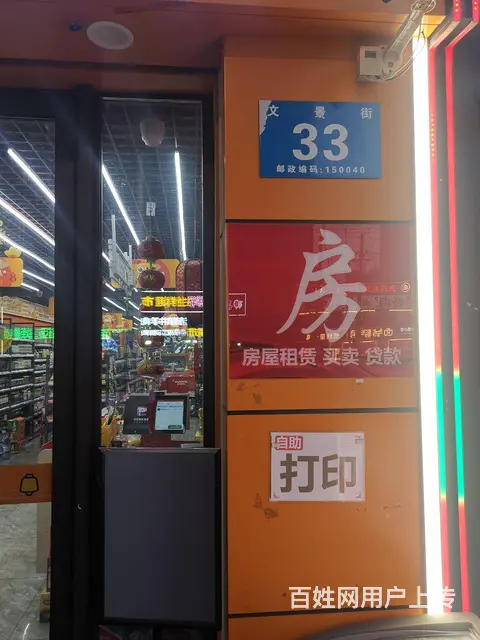 文景街
33
邮政编码:150040
房
房屋租赁 买卖 贷款
自助
打印
百姓网用户上传